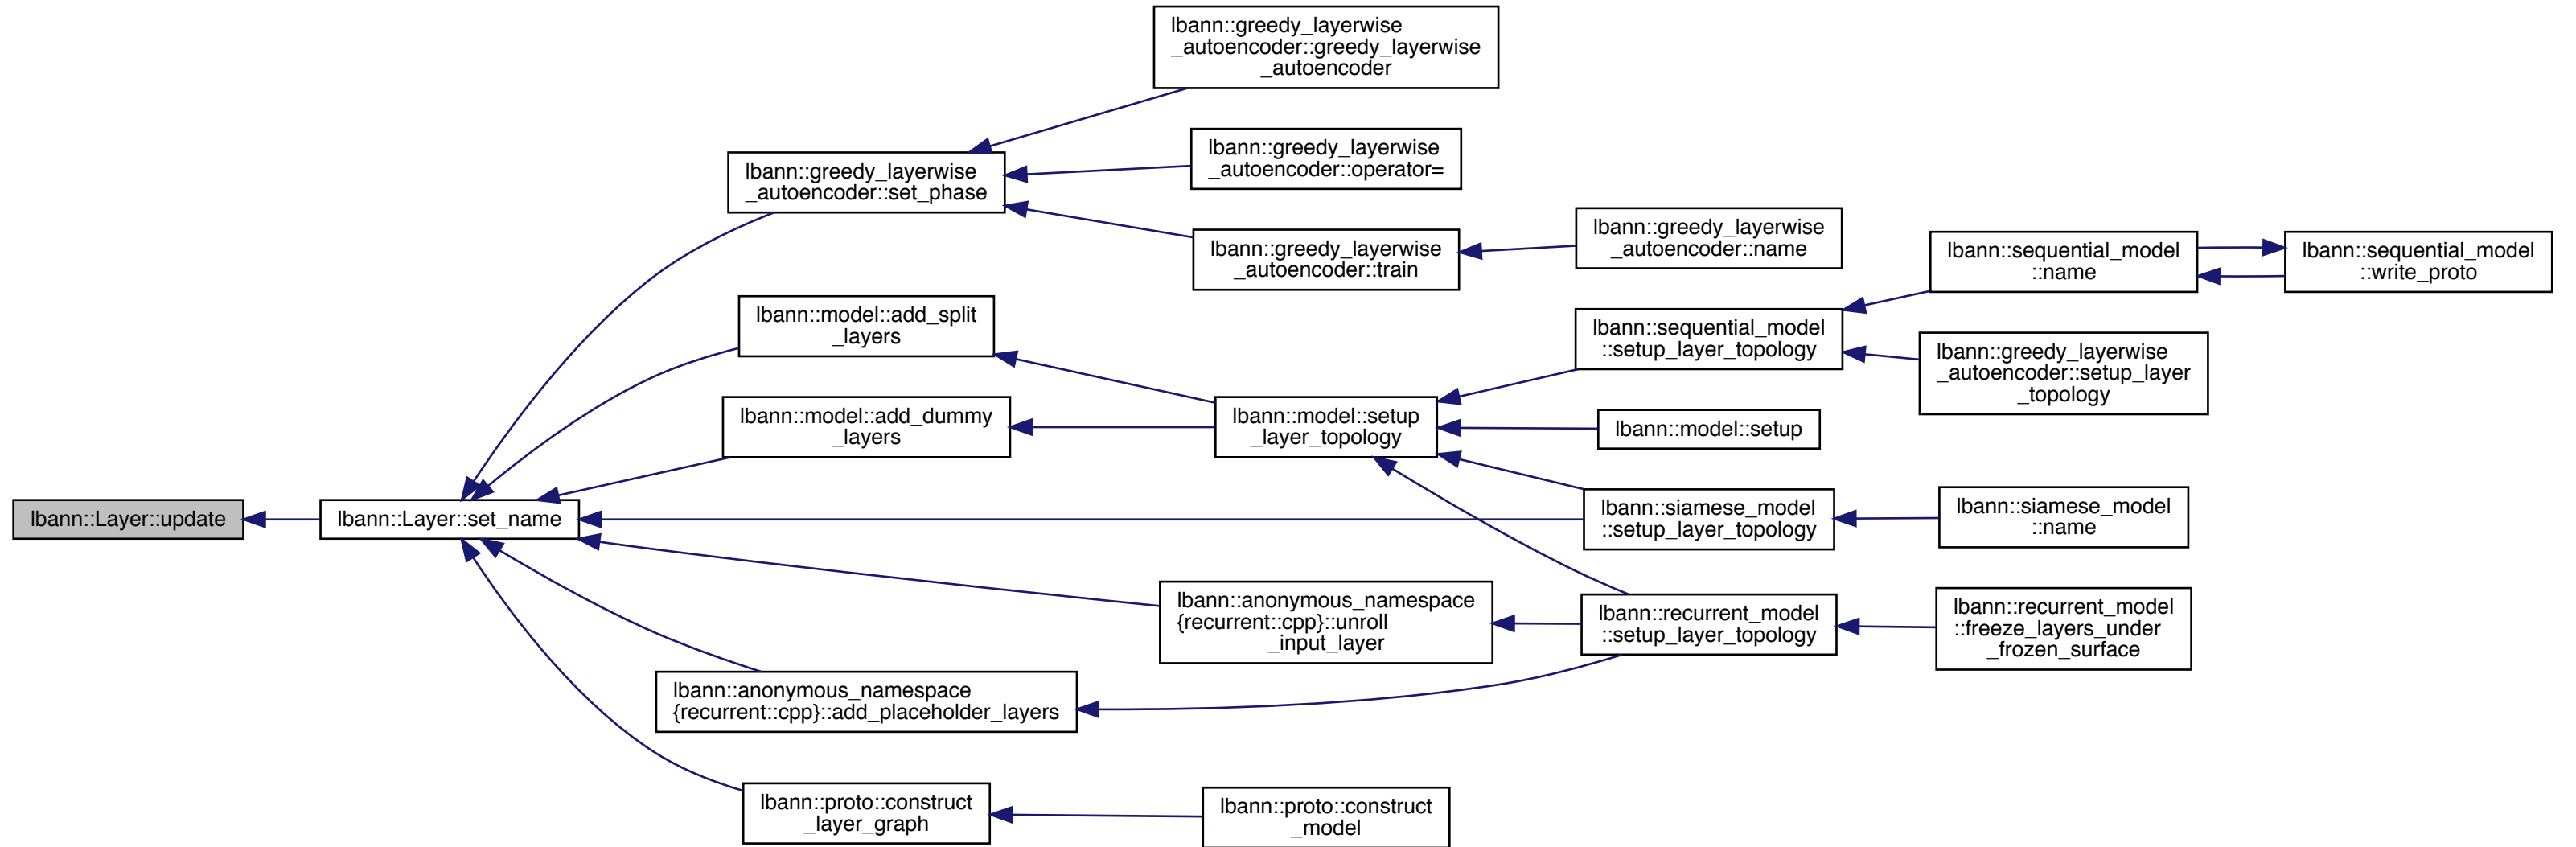 lbann::greedy_layerwise
_autoencoder::greedy_layerwise
_autoencoder
lbann::greedy_layerwise
_autoencoder::operator=
lbann::greedy_layerwise
_autoencoder::set_phase
lbann::greedy_layerwise
_autoencoder::train
lbann::greedy_layerwise
_autoencoder::name
lbann::sequential_model
::name
lbann::sequential_model
::write_proto
lbann::model::add_split
_layers
lbann::sequential_model
::setup_layer_topology
lbann::greedy_layerwise
_autoencoder::setup_layer
_topology
lbann::model::add_dummy
_layers
lbann::model::setup
_layer_topology
lbann::model::setup
lbann::Layer::update
lbann::Layer::set_name
lbann::siamese_model
::setup_layer_topology
lbann::siamese_model
::name
lbann::anonymous_namespace
{recurrent::cpp}::unroll
_input_layer
lbann::recurrent_model
::setup_layer_topology
lbann::recurrent_model
::freeze_layers_under
_frozen_surface
lbann::anonymous_namespace
{recurrent::cpp}::add_placeholder_layers
lbann::proto::construct
_layer_graph
lbann::proto::construct
_model